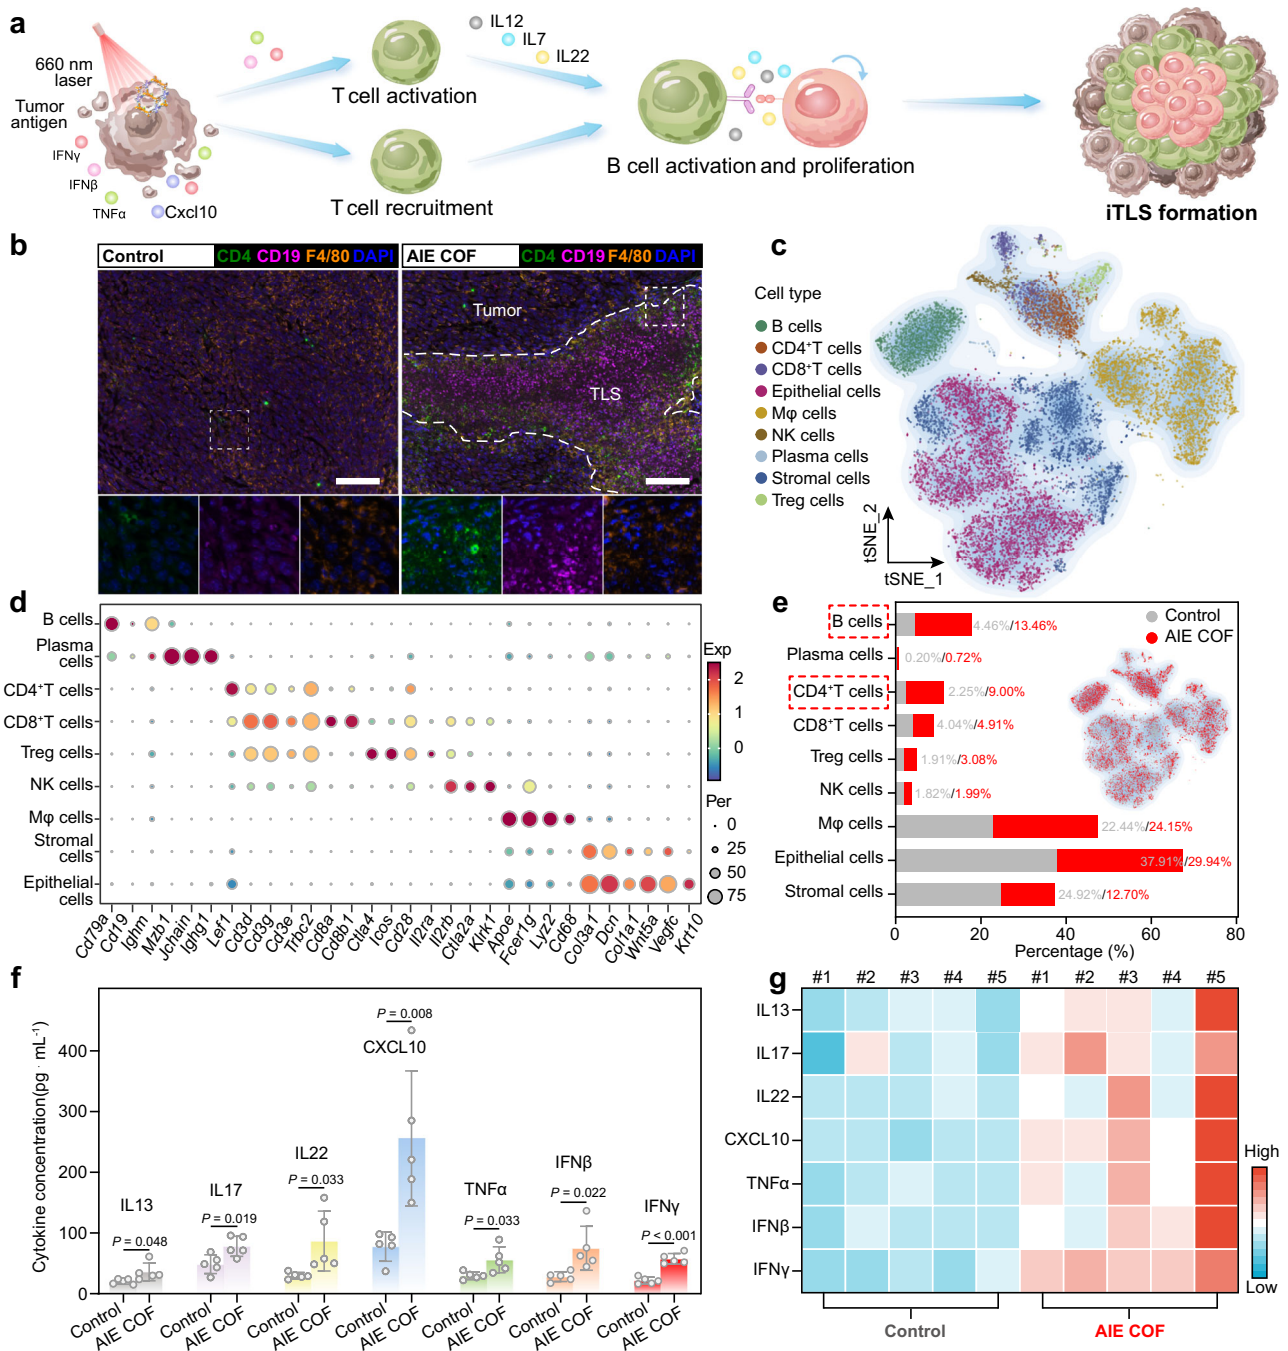 a
660 nm
laser
Tumor
antigen
IFNγ
IFNβ
TNFα
Cxcl10
T cell activation
T cell recruitment
IL12
IL7
IL22
B cell activation and proliferation
iTLS formation
b
Control
CD4 CD19 F4/80 DAPI
AIE COF
CD4 CD19 F4/80 DAPI
Tumor
TLS
c
Cell type
B cells
CD4⁺T cells
CD8⁺T cells
Epithelial cells
Mφ cells
NK cells
Plasma cells
Stromal cells
Treg cells
tSNE_2
tSNE_1
d
B cells
Plasma
cells
CD4⁺T cells
CD8⁺T cells
Treg cells
NK cells
Mφ cells
Stromal
cells
Epithelial
cells
Cd79a
Cd19
Ighm
Mzb1
Jchain
Ighg1
Lef1
Cd3d
Cd3g
Cd3e
Trbc2
Cd8a
Cd8b1
Ctla4
Icos
Cd28
Il2ra
Il2rb
Ctla2a
Klrk1
Apoe
Fcer1g
Lyz2
Cd68
Col3a1
Dcn
Col1a1
Wnt5a
Vegfc
Krt10
Exp
2
1
0
Per
0
25
50
75
e
Control
AIE COF
B cells
4.46%/13.46%
Plasma cells
0.20%/0.72%
CD4⁺T cells
2.25%/9.00%
CD8⁺T cells
4.04%/4.91%
Treg cells
1.91%/3.08%
NK cells
1.82%/1.99%
Mφ cells
22.44%/24.15%
Epithelial cells
37.91%/29.94%
Stromal cells
24.92%/12.70%
0 20 40 60 80
Percentage (%)
f
Cytokine concentration(pg · mL⁻¹)
400
300
200
100
0
IL13
P = 0.048
IL17
P = 0.019
IL22
P = 0.033
P = 0.008
CXCL10
TNFα
P = 0.033
IFNβ
P = 0.022
IFNγ
P < 0.001
Control AIE COF Control AIE COF Control AIE COF Control AIE COF Control AIE COF Control AIE COF Control AIE COF
g
#1 #2 #3 #4 #5 #1 #2 #3 #4 #5
IL13
IL17
IL22
CXCL10
TNFα
IFNβ
IFNγ
High
Low
Control
AIE COF